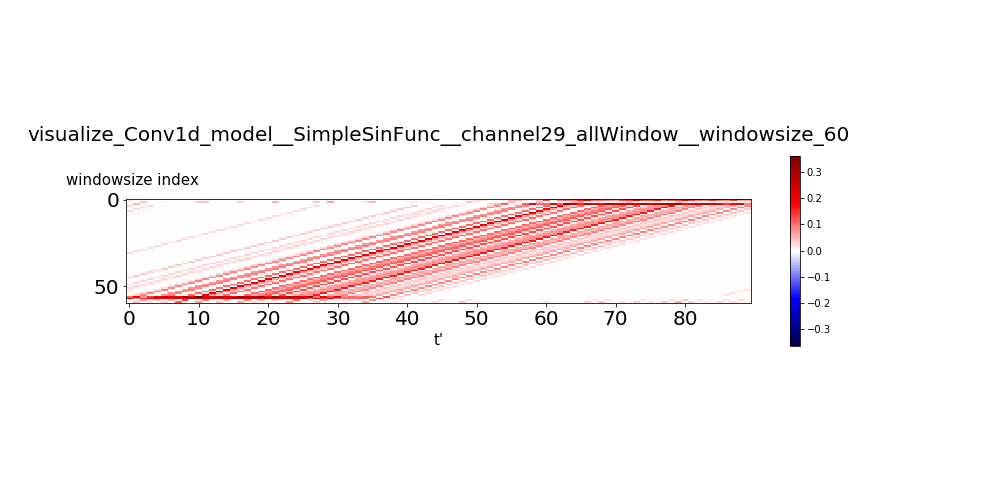 visualize_Conv1d_model__SimpleSinFunc__channel29_allWindow__windowsize_60
windowsize index
0
50
0 10 20 30 40 50 60 70 80
t'
0.3
0.2
0.1
0.0
−0.1
−0.2
−0.3